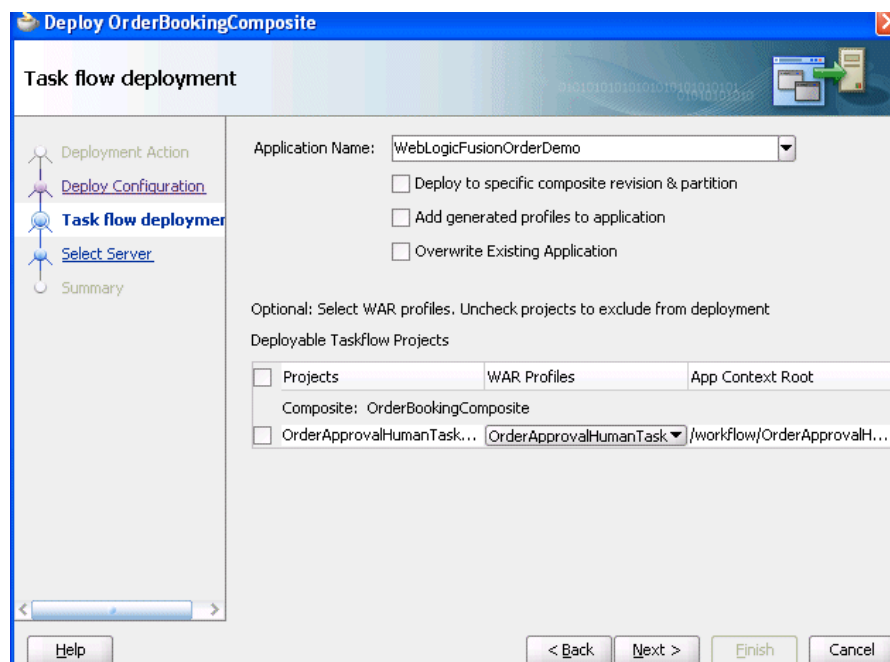 Deploy OrderBookingComposite
Task flow deployment
Deployment Action
Deploy Configuration
Task flow deploymer
Select Server
Summary
Application Name: WebLogicFusionOrderDemo
Deploy to specific composite revision & partition
Add generated profiles to application
Overwrite Existing Application
Optional: Select WAR profiles. Uncheck projects to exclude from deployment
Deployable Taskflow Projects
Projects WAR Profiles App Context Root
Composite: OrderBookingComposite
OrderApprovalHumanTask... OrderApprovalHumanTask /workflow/OrderApprovalH...
Help < Back Next > Finish Cancel